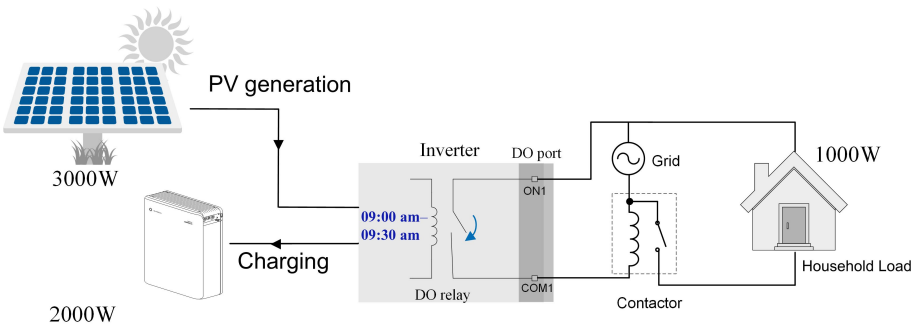 PV generation
3000W
Inverter
DO port
Grid
1000W
ON1
09:00 am–
09:30 am
Charging
DO relay
COM1
Contactor
Household Load
2000W